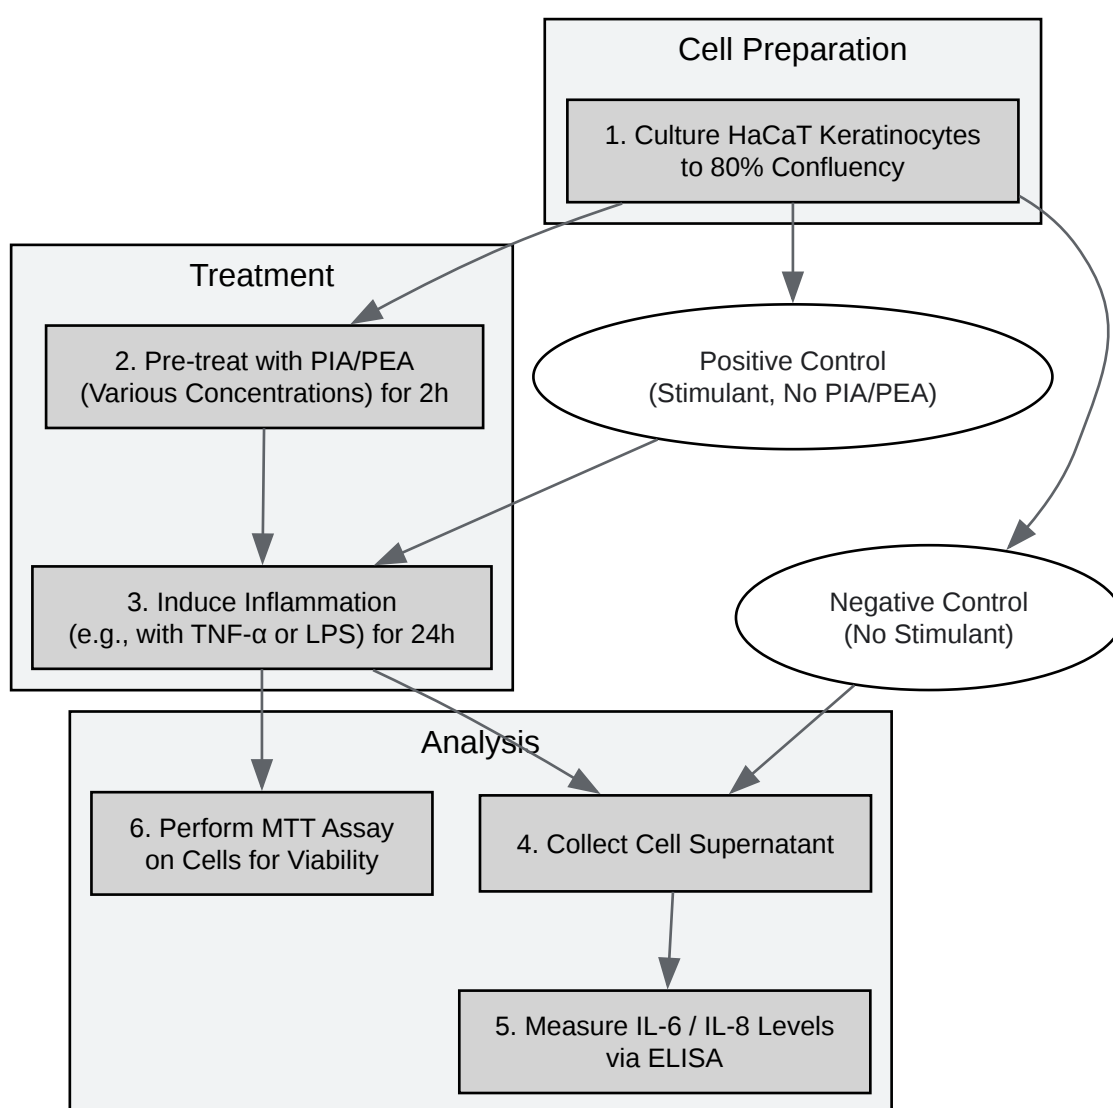 Cell Preparation
1. Culture HaCaT Keratinocytes
to 80% Confluency
Treatment
2. Pre-treat with PIA/PEA
(Various Concentrations) for 2h
Positive Control
(Stimulant, No PIA/PEA)
3. Induce Inflammation
(e.g., with TNF-α or LPS) for 24h
Negative Control
(No Stimulant)
Analysis
6. Perform MTT Assay
on Cells for Viability
4. Collect Cell Supernatant
5. Measure IL-6 / IL-8 Levels
via ELISA